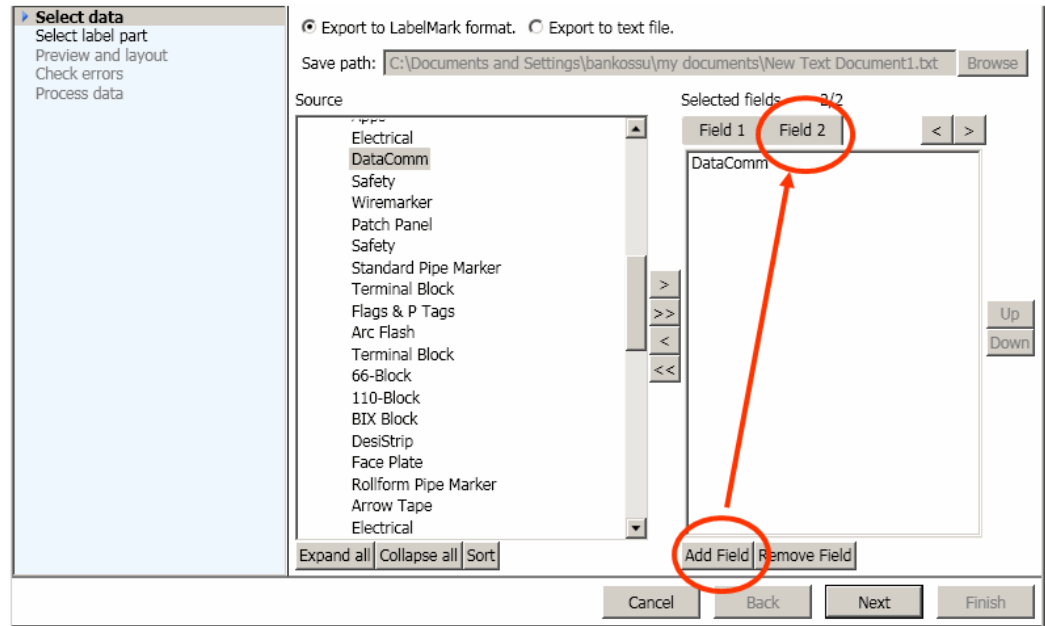 Select data
Select label part
Preview and layout
Check errors
Process data
Export to LabelMark format. Export to text file.
Save path: C:\Documents and Settings\bankossu\my documents\New Text Document1.txt Browse
Source
Electrical
DataComm
Safety
Wiremarker
Patch Panel
Safety
Standard Pipe Marker
Terminal Block
Flags & P Tags
Arc Flash
Terminal Block
66-Block
110-Block
BIX Block
DesiStrip
Face Plate
Rollform Pipe Marker
Arrow Tape
Electrical
Expand all Collapse all Sort
>
>>
<
<<
Selected fields 2/2
Field 1 Field 2 < >
DataComm
Up
Down
Add Field Remove Field
Cancel Back Next Finish